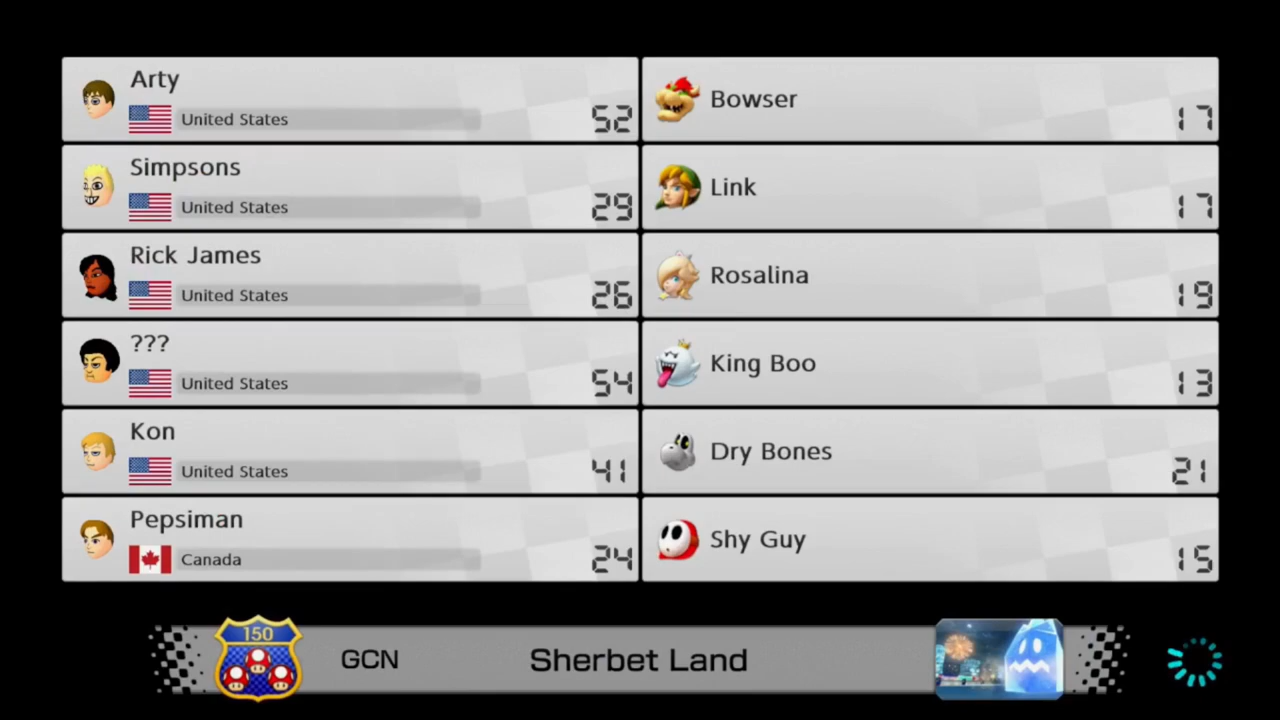 Arty
United States
52
Simpsons
United States
29
Rick James
United States
26
???
United States
54
Kon
United States
41
Pepsiman
Canada
24
Bowser
17
Link
17
Rosalina
19
King Boo
13
Dry Bones
21
Shy Guy
15
150
GCN
Sherbet Land